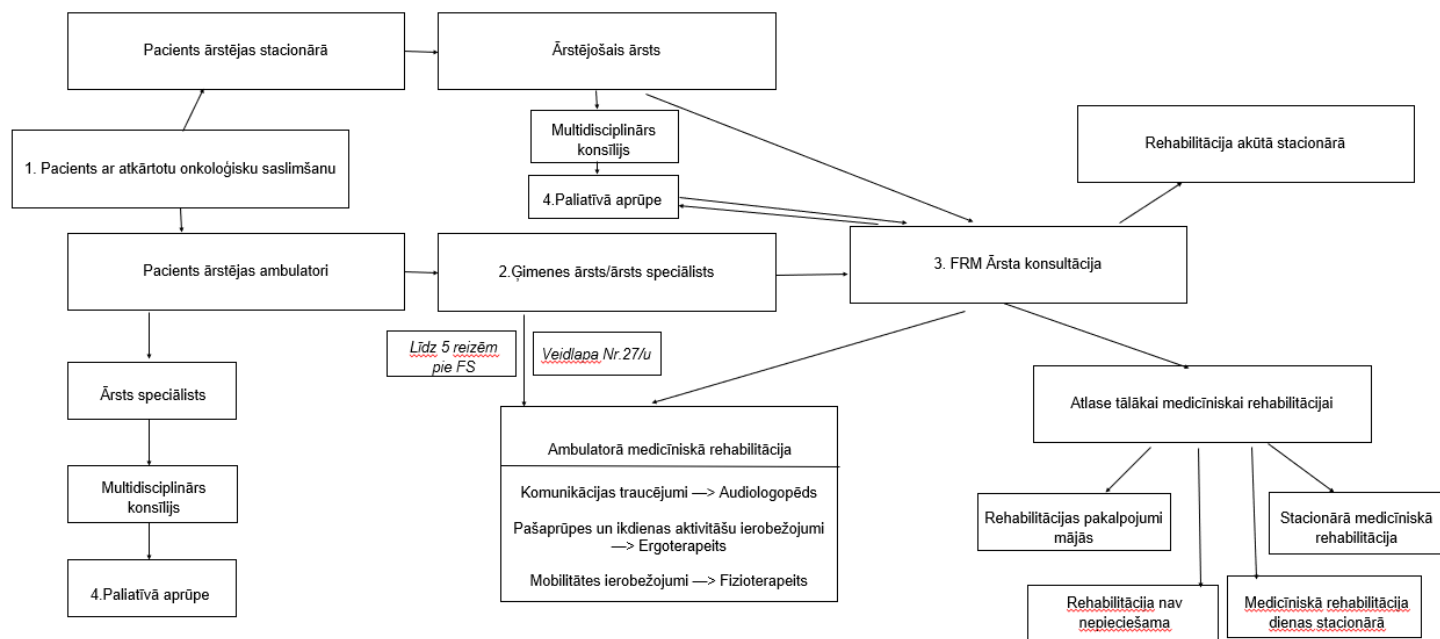 Pacients ārstējas stacionārā
Ārstējošais ārsts
1. Pacients ar atkārtotu onkoloģisku saslimšanu
Multidisciplinārs
konsīlijs
4.Paliatīvā aprūpe
Rehabilitācija akūtā stacionārā
Pacients ārstējas ambulatori
2.Ģimenes ārsts/ārsts speciālists
3. FRM Ārsta konsultācija
Līdz 5 reizēm
pie FS
Veidlapa Nr.27/u
Ārsts speciālists
Multidisciplinārs
konsīlijs
4.Paliatīvā aprūpe
Ambulatorā medicīniskā rehabilitācija
Komunikācijas traucējumi —> Audiologopēds
Pašaprūpes un ikdienas aktivitāšu ierobežojumi
—> Ergoterapeits
Mobilitātes ierobežojumi —> Fizioterapeits
Atlase tālākai medicīniskai rehabilitācijai
Rehabilitācijas pakalpojumi
mājās
Stacionārā medicīniskā
rehabilitācija
Rehabilitācija nav
nepieciešama
Medicīniskā rehabilitācija
dienas stacionārā